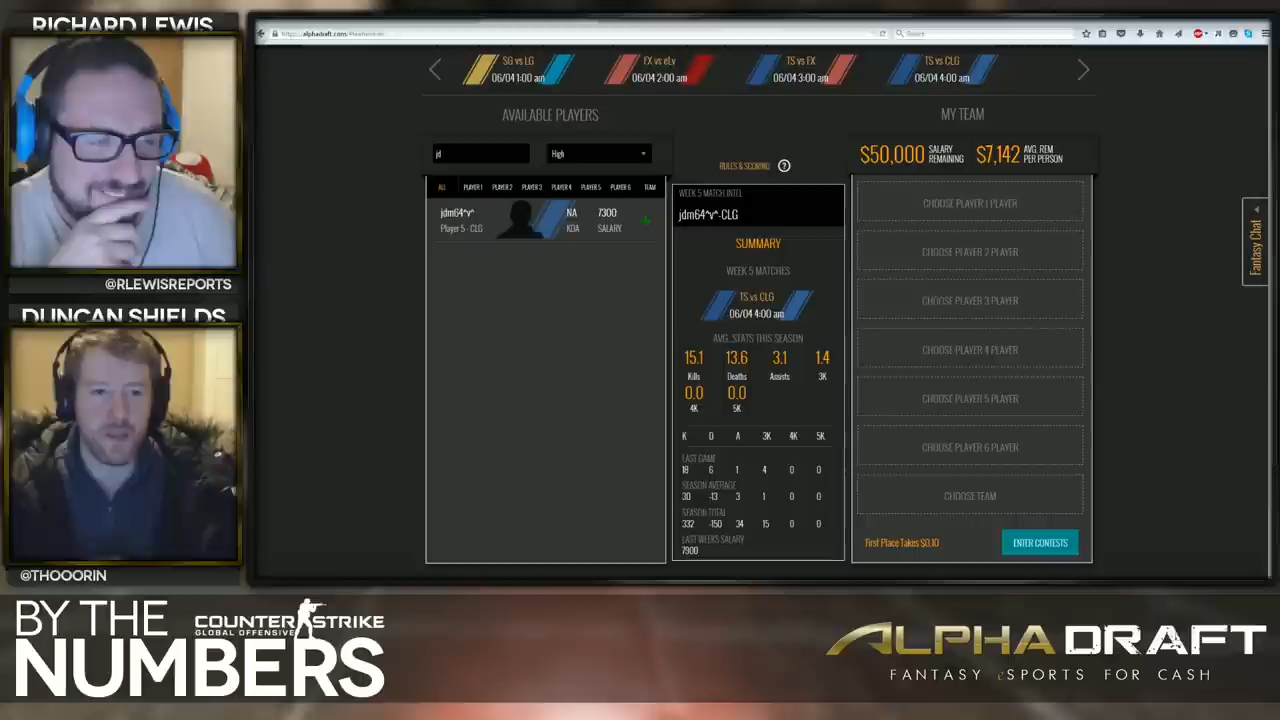 RICHARD LEWIS
@RLEWISREPORTS
DUNCAN SHIELDS
@THOOORIN
Search
SG vs LG
06/04 1:00 am
FX vs eLv
06/04 2:00 am
TS vs FX
06/04 3:00 am
TS vs CLG
06/04 4:00 am
AVAILABLE PLAYERS
jd
High
ALL PLAYER 1 PLAYER 2 PLAYER 3 PLAYER 4 PLAYER 5 PLAYER 6 TEAM
jdm64^v^ NA 7300
Player 5 - CLG KDA SALARY
RULES & SCORING ?
WEEK 5 MATCH INTEL
jdm64^v^-CLG
SUMMARY
WEEK 5 MATCHES
TS vs CLG
06/04 4:00 am
AVG. STATS THIS SEASON
15.1 13.6 3.1 1.4
Kills Deaths Assists 3K
0.0 0.0
4K 5K
K D A 3K 4K 5K
LAST GAME
18 6 1 4 0 0
SEASON AVERAGE
30 -13 3 1 0 0
SEASON TOTAL
332 -150 34 15 0 0
LAST WEEKS SALARY
7900
MY TEAM
$50,000 SALARY REMAINING $7,142 AVG. REM PER PERSON
CHOOSE PLAYER 1 PLAYER
CHOOSE PLAYER 2 PLAYER
CHOOSE PLAYER 3 PLAYER
CHOOSE PLAYER 4 PLAYER
CHOOSE PLAYER 5 PLAYER
CHOOSE PLAYER 6 PLAYER
CHOOSE TEAM
First Place Takes $0.10 ENTER CONTESTS
Fantasy Chat
BY THE
NUMBERS
COUNTER STRIKE
GLOBAL OFFENSIVE
ALPHADRAFT
FANTASY eSPORTS FOR CASH